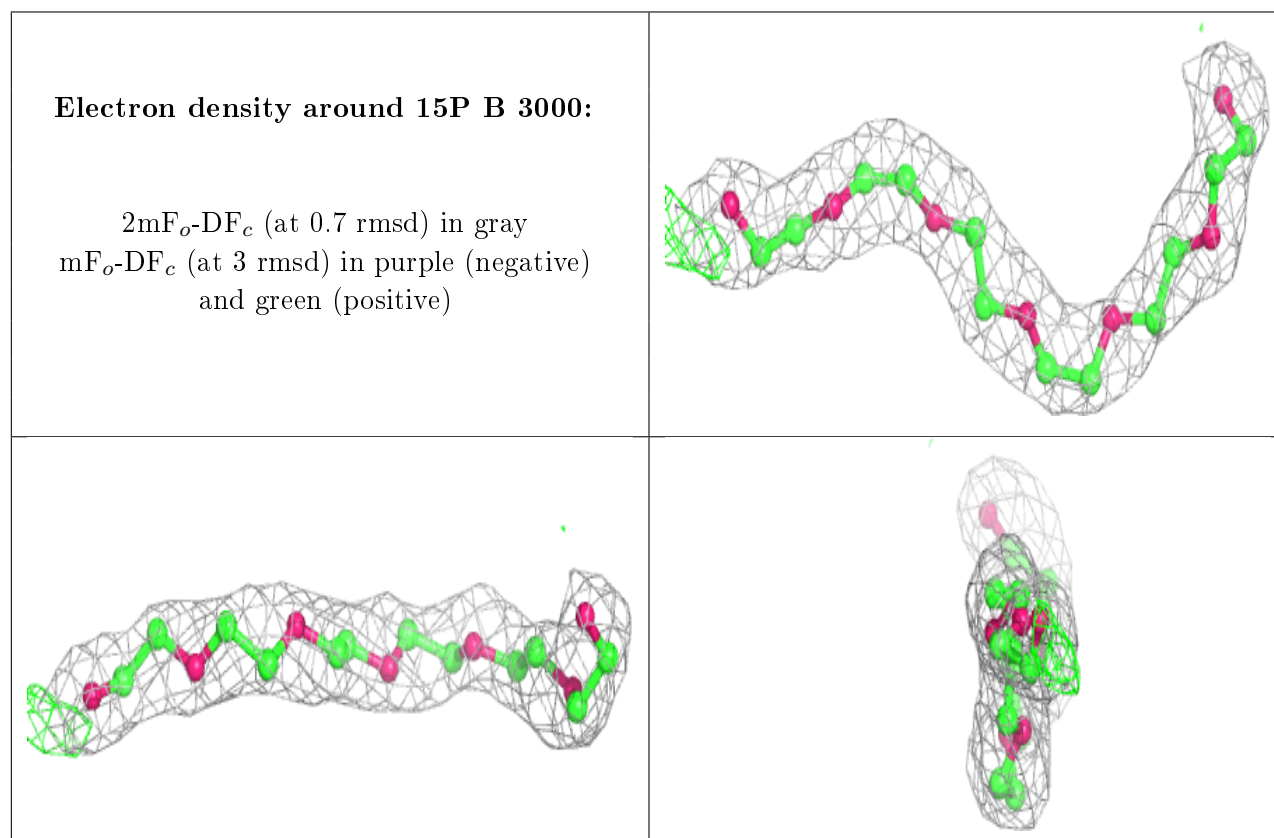 Electron density around 15P B 3000:
2mFo-DFc (at 0.7 rmsd) in gray
mFo-DFc (at 3 rmsd) in purple (negative)
and green (positive)